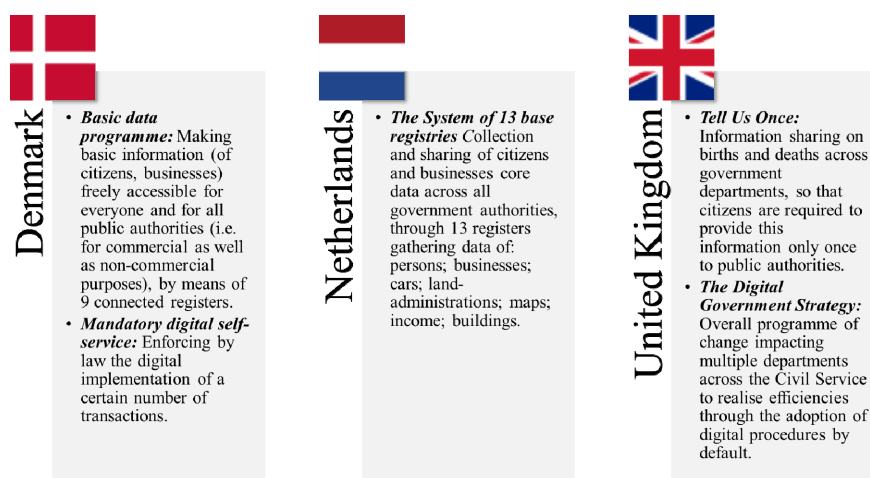 Denmark
• Basic data
programme: Making
basic information (of
citizens, businesses)
freely accessible for
everyone and for all
public authorities (i.e.
for commercial as well
as non-commercial
purposes), by means of
9 connected registers.
• Mandatory digital self-
service: Enforcing by
law the digital
implementation of a
certain number of
transactions.
Netherlands
• The System of 13 base
registries Collection
and sharing of citizens
and businesses core
data across all
government authorities,
through 13 registers
gathering data of:
persons; businesses;
cars; land-
administrations; maps;
income; buildings.
United Kingdom
• Tell Us Once:
Information sharing on
births and deaths across
government
departments, so that
citizens are required to
provide this
information only once
to public authorities.
• The Digital
Government Strategy:
Overall programme of
change impacting
multiple departments
across the Civil Service
to realise efficiencies
through the adoption of
digital procedures by
default.